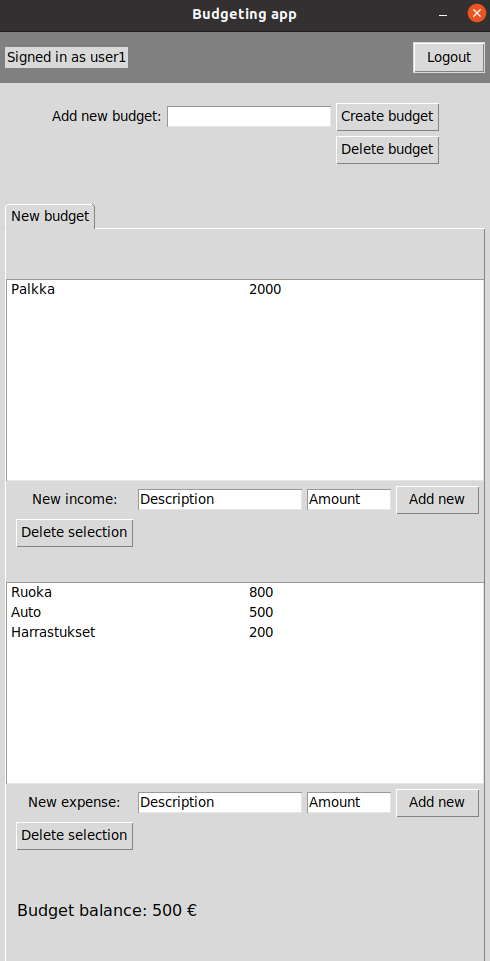 Budgeting app
Signed in as user1 Logout
Add new budget: Create budget
Delete budget
New budget
Palkka 2000
New income: Description Amount Add new
Delete selection
Ruoka 800
Auto 500
Harrastukset 200
New expense: Description Amount Add new
Delete selection
Budget balance: 500 €